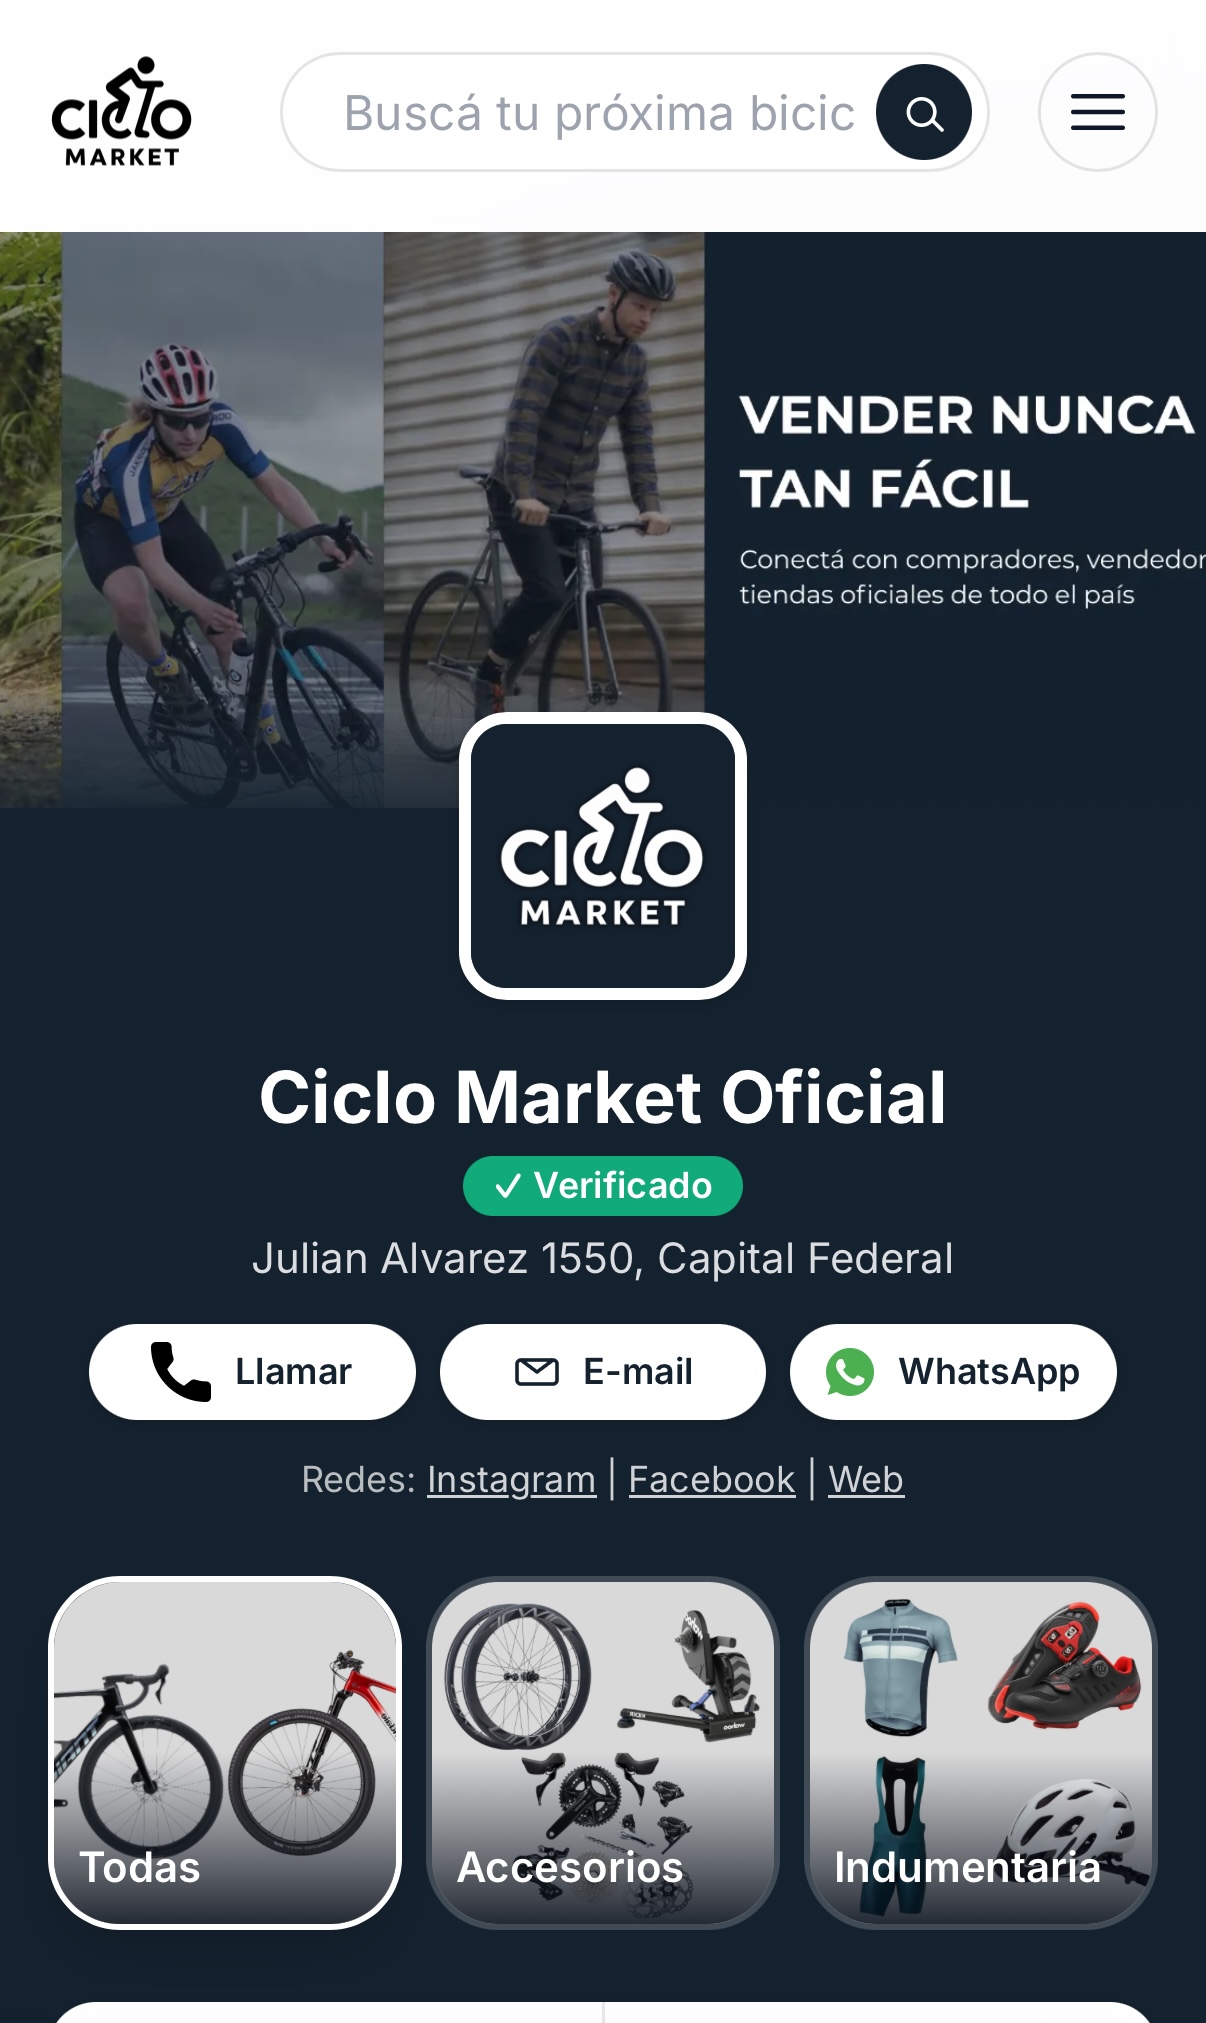 CICLO
MARKET
Buscá tu próxima bicic
VENDER NUNCA
TAN FÁCIL
Conectá con compradores, vendedor
tiendas oficiales de todo el país
CICLO
MARKET
Ciclo Market Oficial
Verificado
Julian Alvarez 1550, Capital Federal
Llamar
E-mail
WhatsApp
Redes: Instagram | Facebook | Web
Todas
Accesorios
Indumentaria